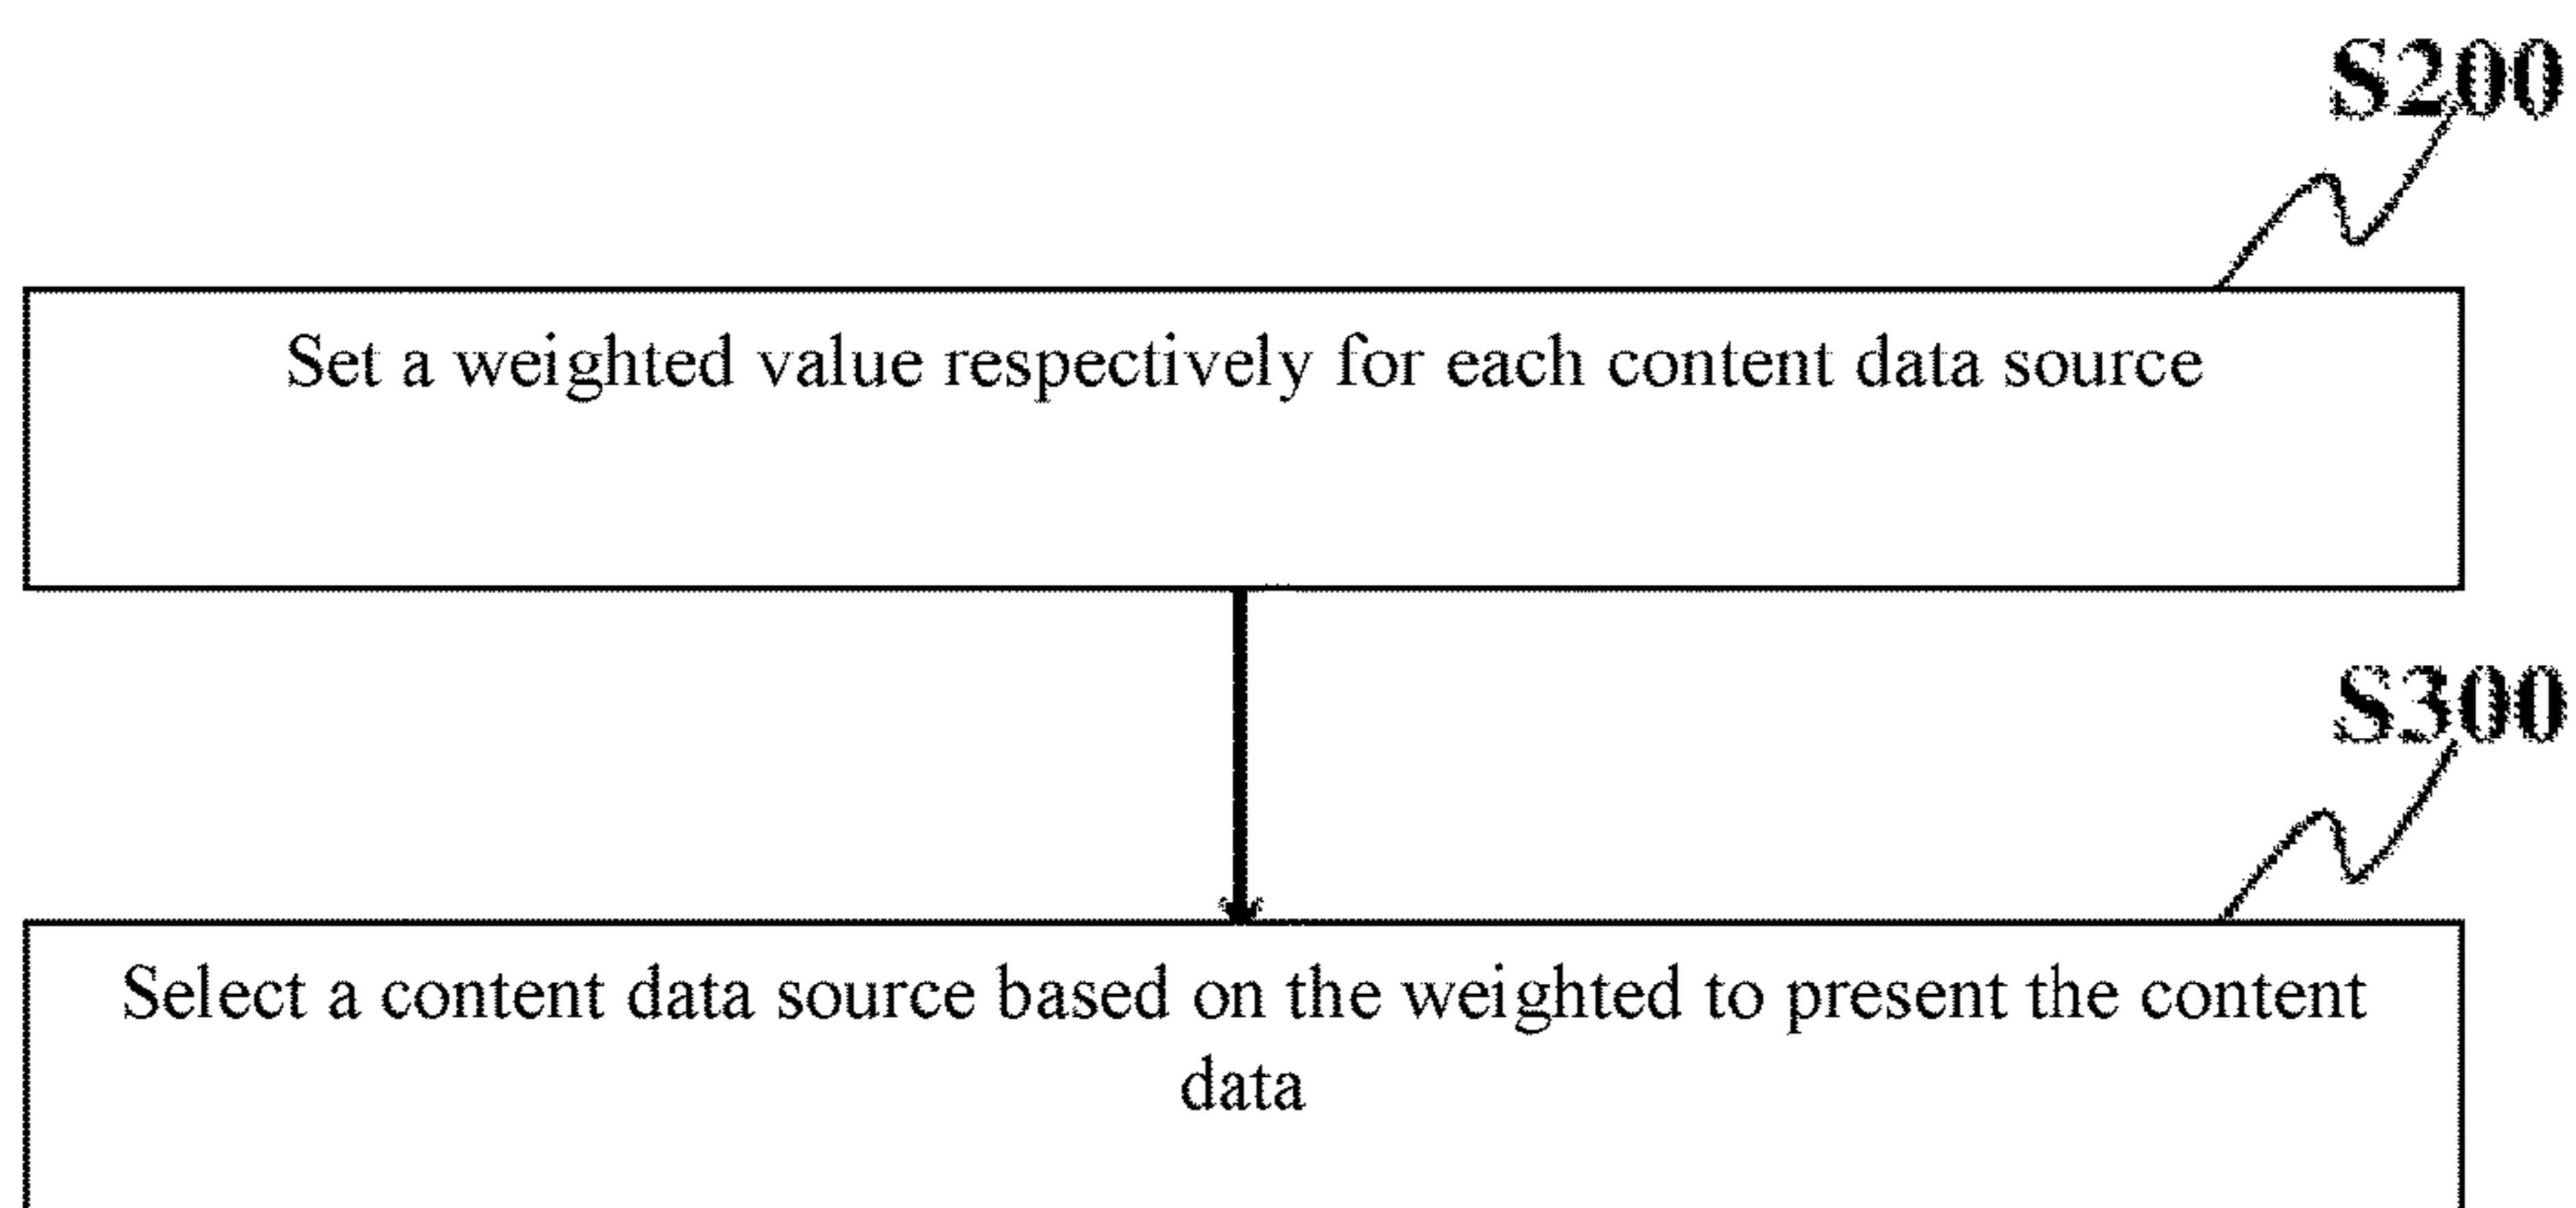 S200
Set a weighted value respectively for each content data source
S300
Select a content data source based on the weighted to present the content
data